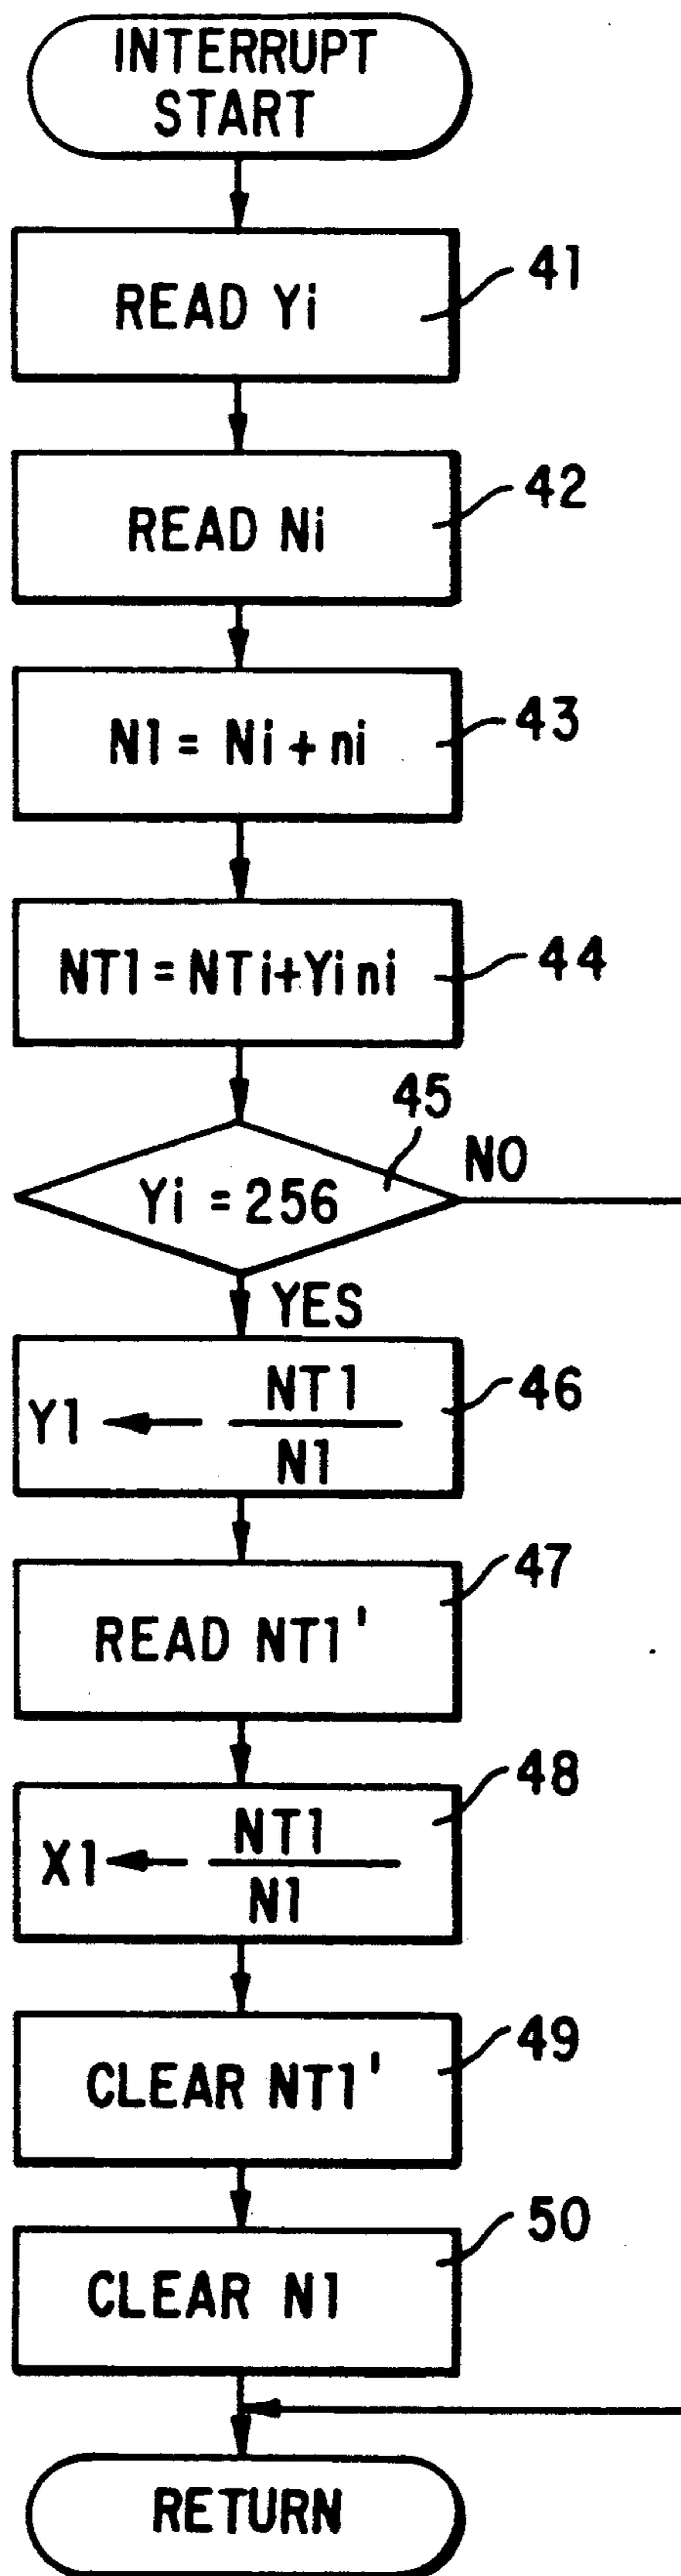 INTERRUPT
START
READ Yi
41
READ Ni
42
N1 = Ni + ni
43
NT1 = NTi+Yi ni
44
45
Yi = 256
NO
YES
Y1 ← NT1
N1
46
READ NT1'
47
X1 ← NT1
N1
48
CLEAR NT1'
49
CLEAR N1
50
RETURN